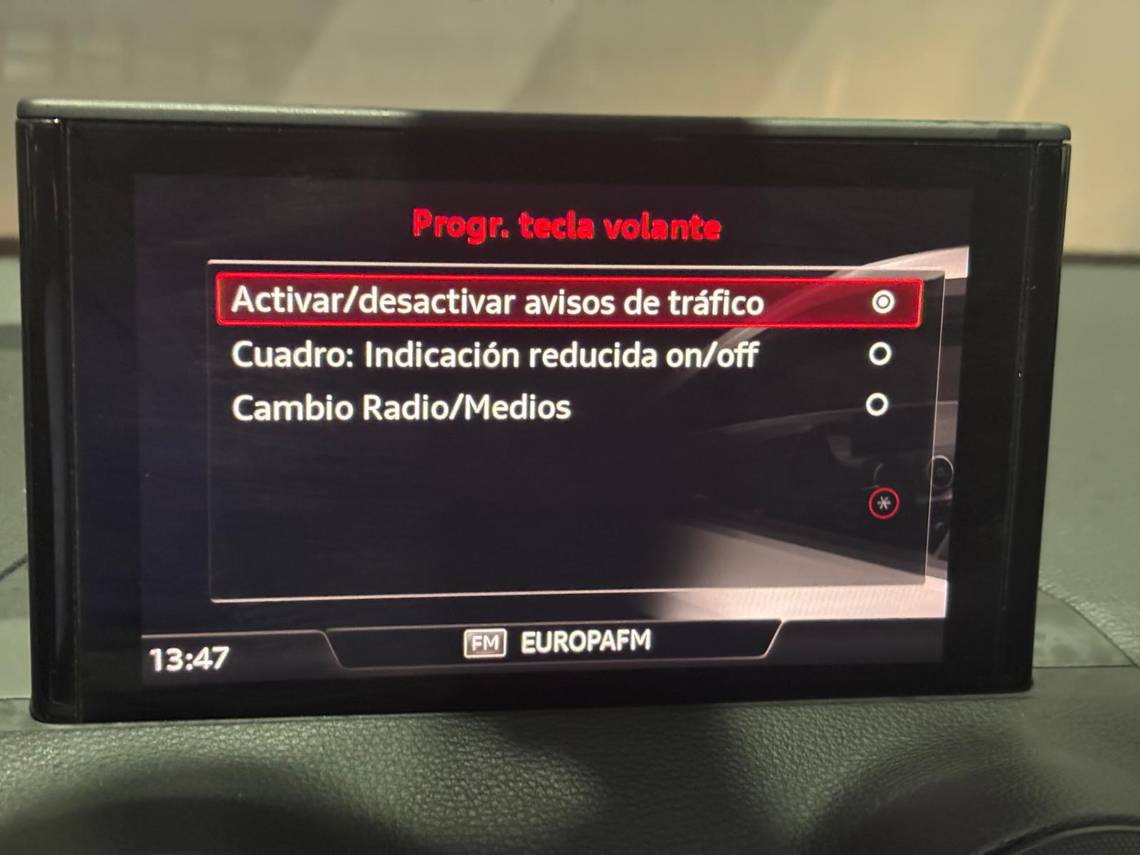 Progr. tecla volante
Activar/desactivar avisos de tráfico
Cuadro: Indicación reducida on/off
Cambio Radio/Medios
*
13:47
FM EUROPAFM